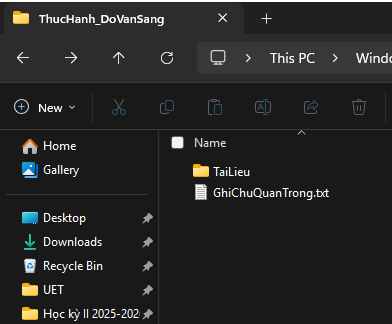 ThucHanh_DoVanSang
This PC
Windo
New
Name
Home
Gallery
TaiLieu
GhiChuQuanTrong.txt
Desktop
Downloads
Recycle Bin
UET
Học kỳ II 2025-202